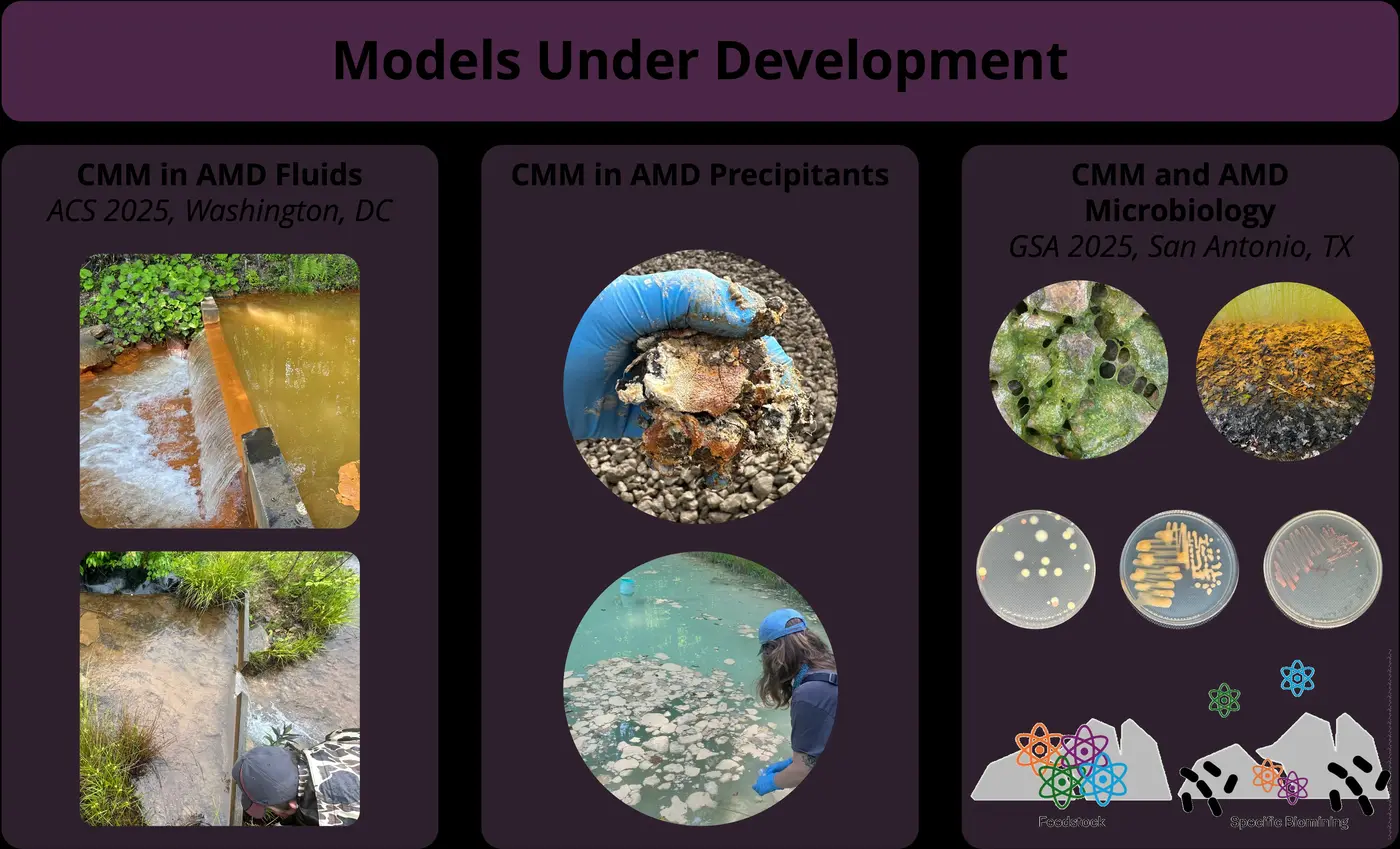 Models Under Development
CMM in AMD Fluids
ACS 2025, Washington, DC
CMM in AMD Precipitants
CMM and AMD
Microbiology
GSA 2025, San Antonio, TX
Feedstock
Specific Biomining